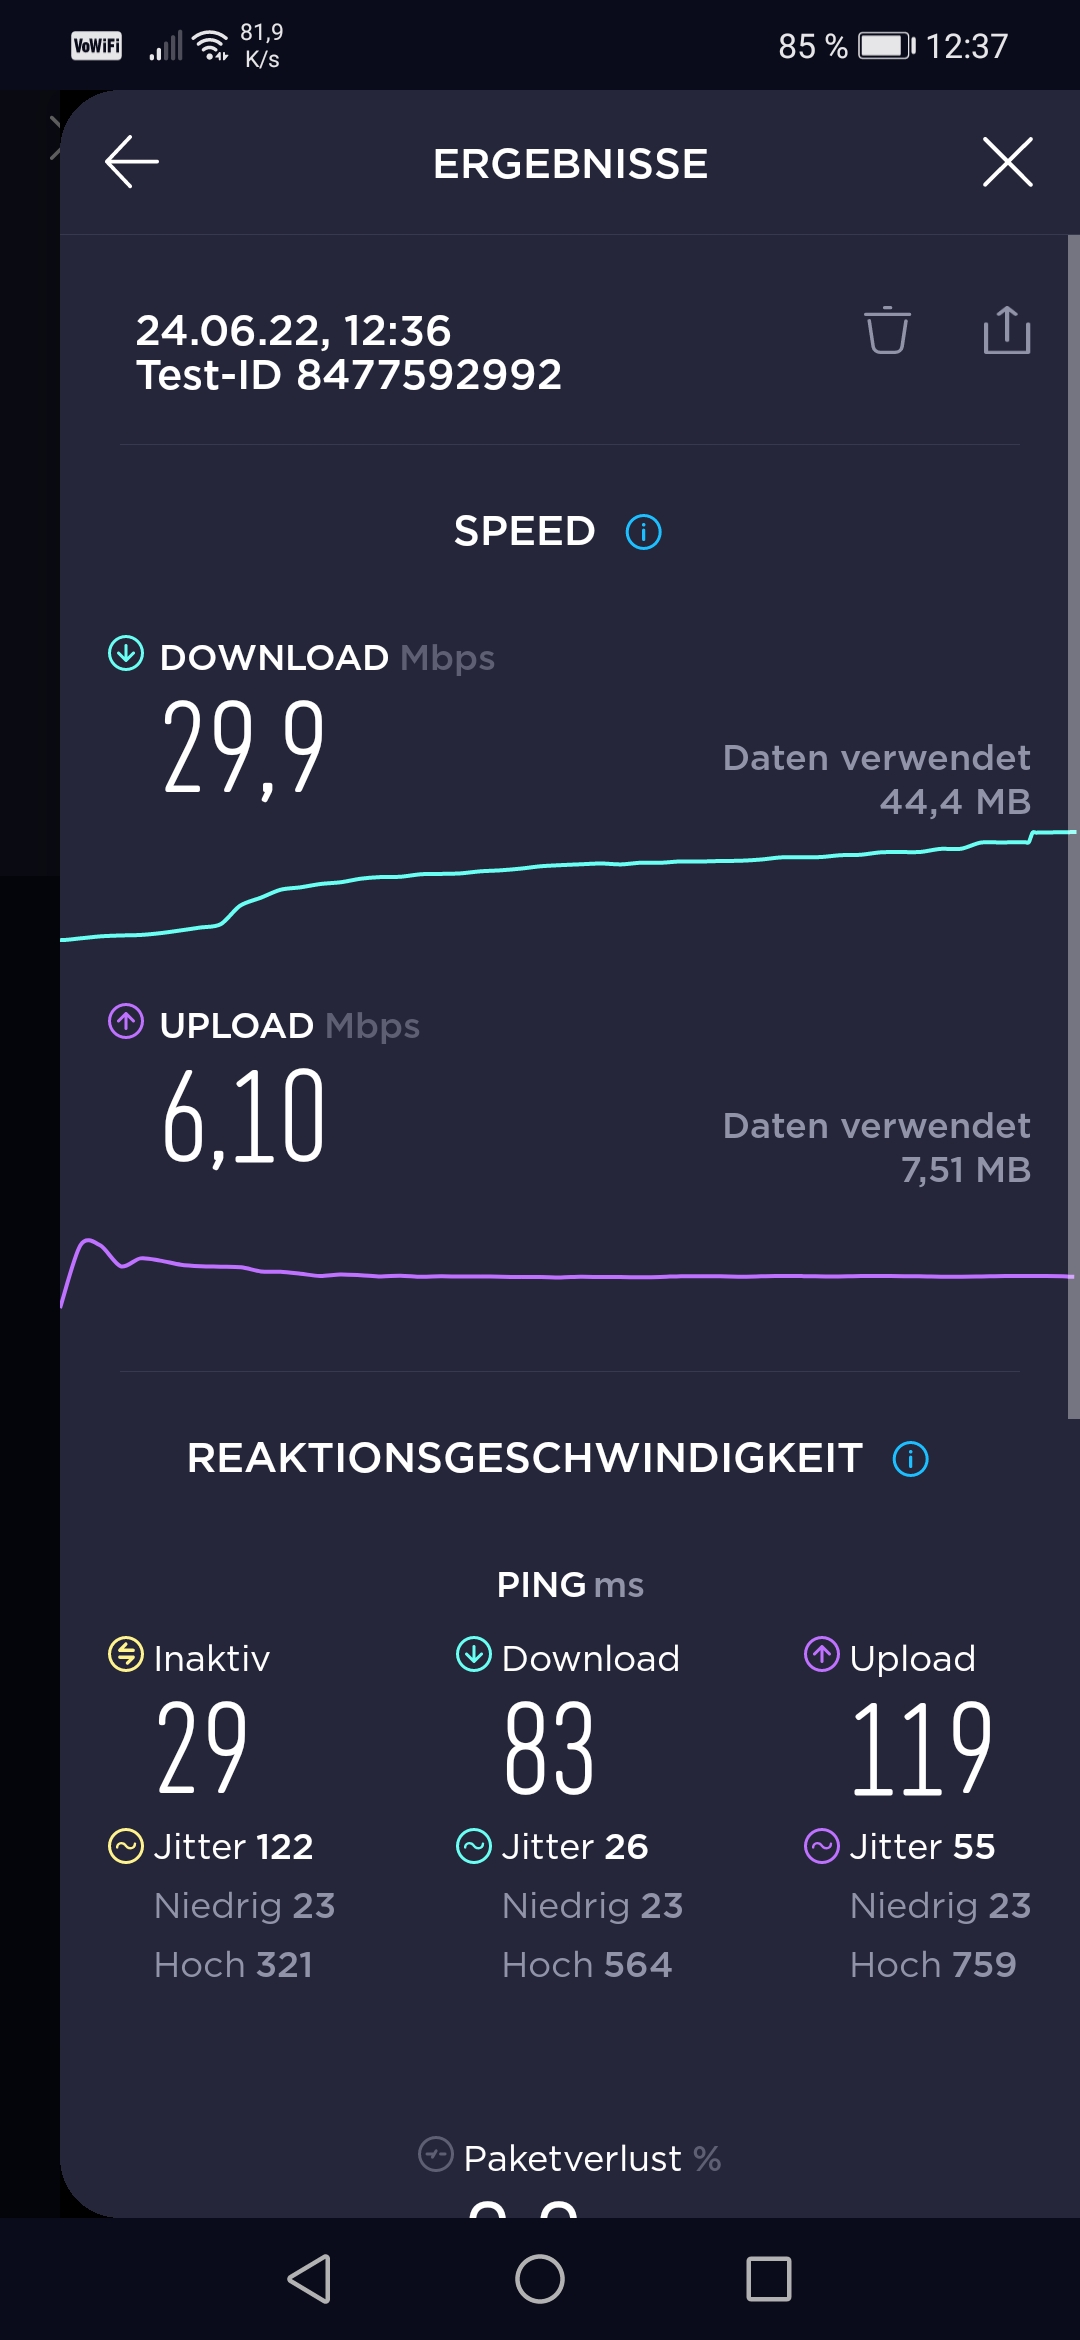 VoWiFi 81,9 K/s 85 % 12:37
ERGEBNISSE
24.06.22, 12:36
Test-ID 8477592992
SPEED
DOWNLOAD Mbps
29,9
Daten verwendet
44,4 MB
UPLOAD Mbps
6,10
Daten verwendet
7,51 MB
REAKTIONSGESCHWINDIGKEIT
PING ms
Inaktiv Download Upload
29 83 119
Jitter 122 Jitter 26 Jitter 55
Niedrig 23 Niedrig 23 Niedrig 23
Hoch 321 Hoch 564 Hoch 759
Paketverlust %